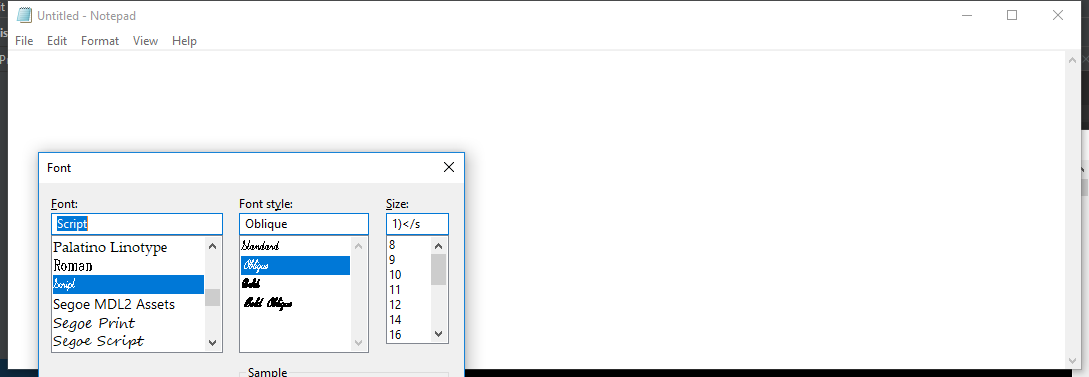 Untitled - Notepad
File Edit Format View Help
Font
Font: Font style: Size:
Script Oblique 1)</s
Palatino Linotype Standard 8
Roman Oblique 9
Script Bold 10
Segoe MDL2 Assets Bold Oblique 11
Segoe Print 12
Segoe Script 14
16
Sample